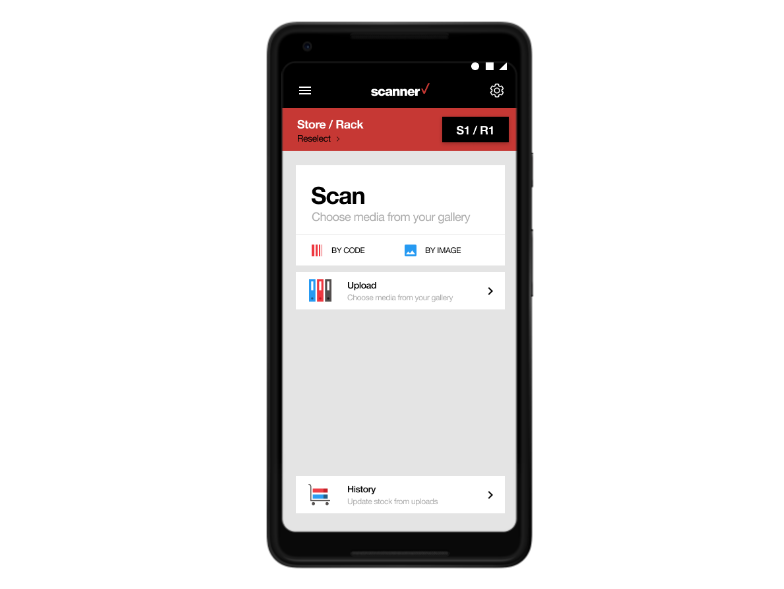 scanner
Store / Rack
Reselect >
S1 / R1
Scan
Choose media from your gallery
BY CODE
BY IMAGE
Upload
Choose media from your gallery
History
Update stock from uploads